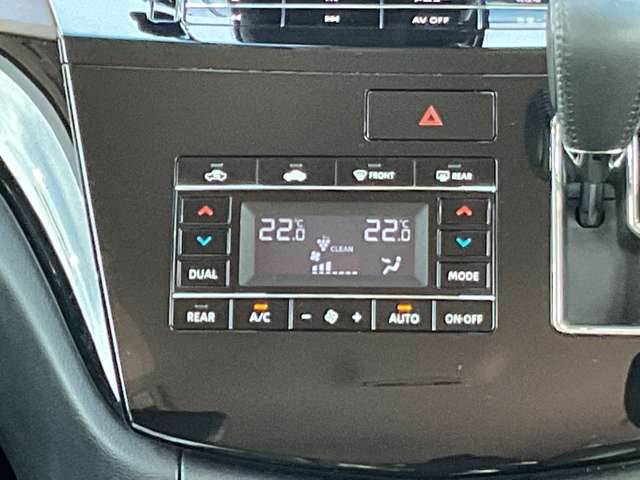 AV OFF
FRONT REAR
22.0°C 22.0°C
CLEAN
DUAL MODE
REAR A/C - + AUTO ON·OFF